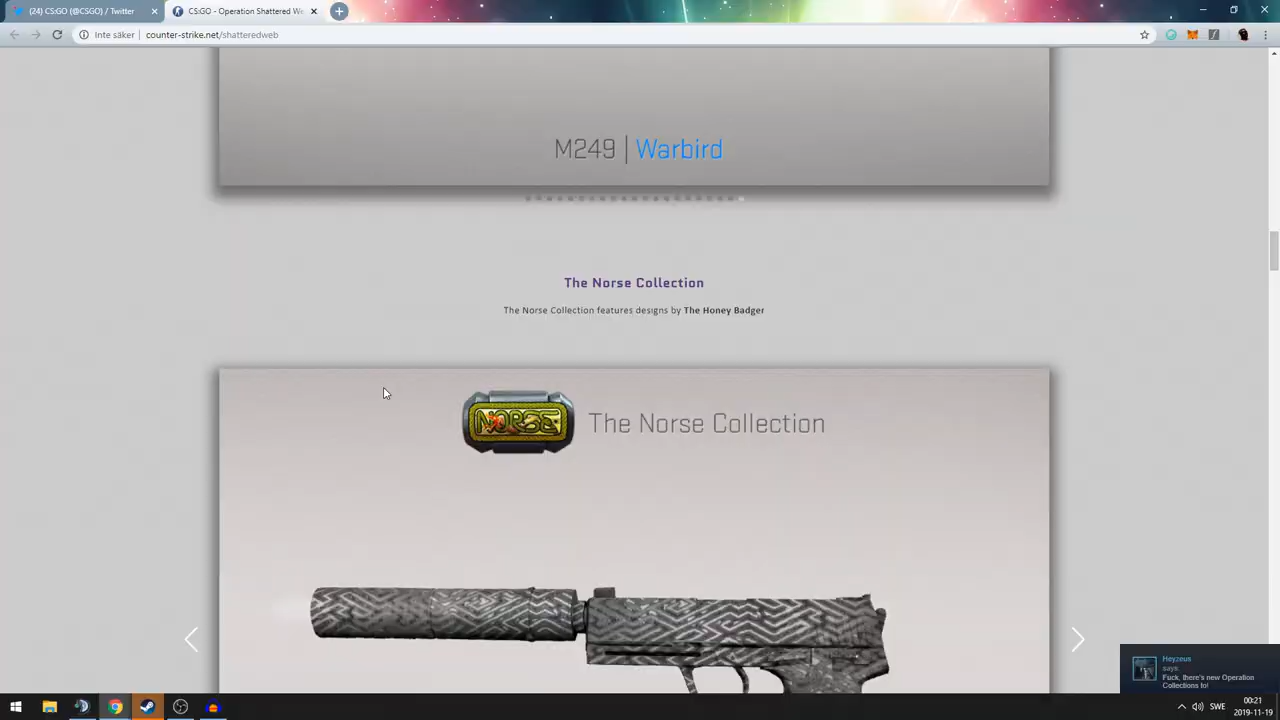 (24) CS:GO (@CSGO) / Twitter
CS:GO - Operation Shattered We
Inte säker | counter-strike.net/shatteredweb
M249 | Warbird
The Norse Collection
The Norse Collection features designs by The Honey Badger
NORSE The Norse Collection
Heyzeus
says:
Fuck, there's new Operation
Collections to!
SWE
00:21
2019-11-19